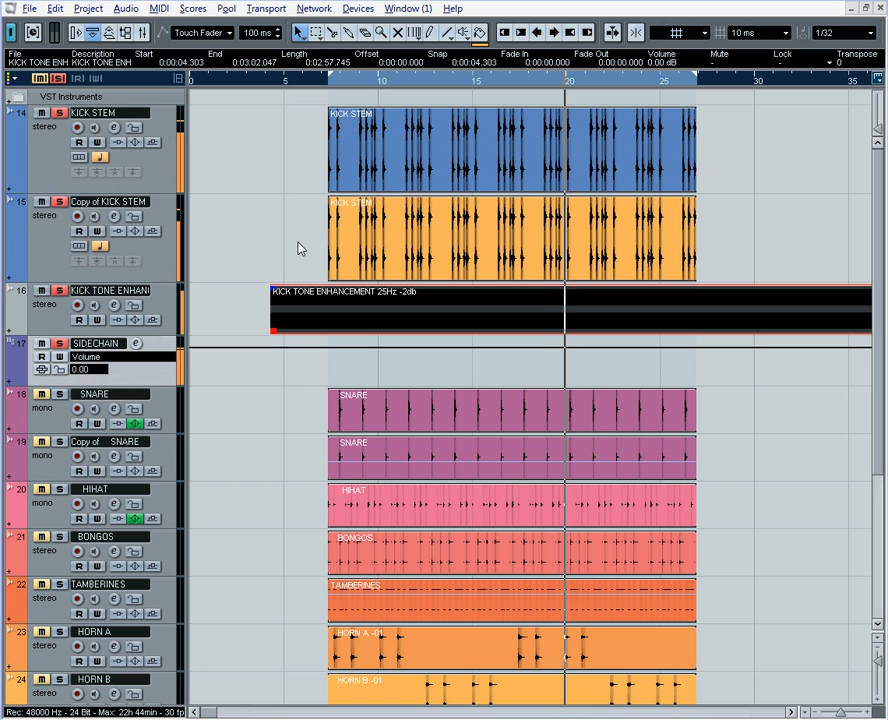 File Edit Project Audio MIDI Scores Pgol Transport Network Devices Window (1) Help
Touch Fader 100 ms 10 ms 1/32
File Description Start End Length Offset Snap Fade In Fade Out Volume Mute Lock Transpose
KICK TONE ENH KICK TONE ENH 0:00:04.303 0:03:02.047 0:02:57.745 0:00:00.000 0:00:04.303 0:00:00.000 0:00:00.000 0.00 dB - - 0
[m] [S] [R] [W] 0 5 10 15 20 25 30 35
VST Instruments
14 m S KICK STEM
stereo
R W
KICK STEM
15 m S Copy of KICK STEM
stereo e
R W
KICK STEM
16 m S KICK TONE ENHAN
stereo e
R W
KICK TONE ENHANCEMENT 25Hz -2db
17 m S SIDECHAIN e
R W Volume
0.00
18 m S SNARE
mono e
R W
SNARE
19 m S Copy of SNARE
mono e
R W
SNARE
20 m S HIHAT
mono e
R W
HIHAT
21 m S BONGOS
stereo e
R W
BONGOS
22 m S TAMBERINES
stereo e
R W
TAMBERINES
23 m S HORN A
stereo e
R W
HORN A -01
24 m S HORN B
stereo e
HORN B -01
Rec: 48000 Hz - 24 Bit - Max: 22h 44min - 30 fp